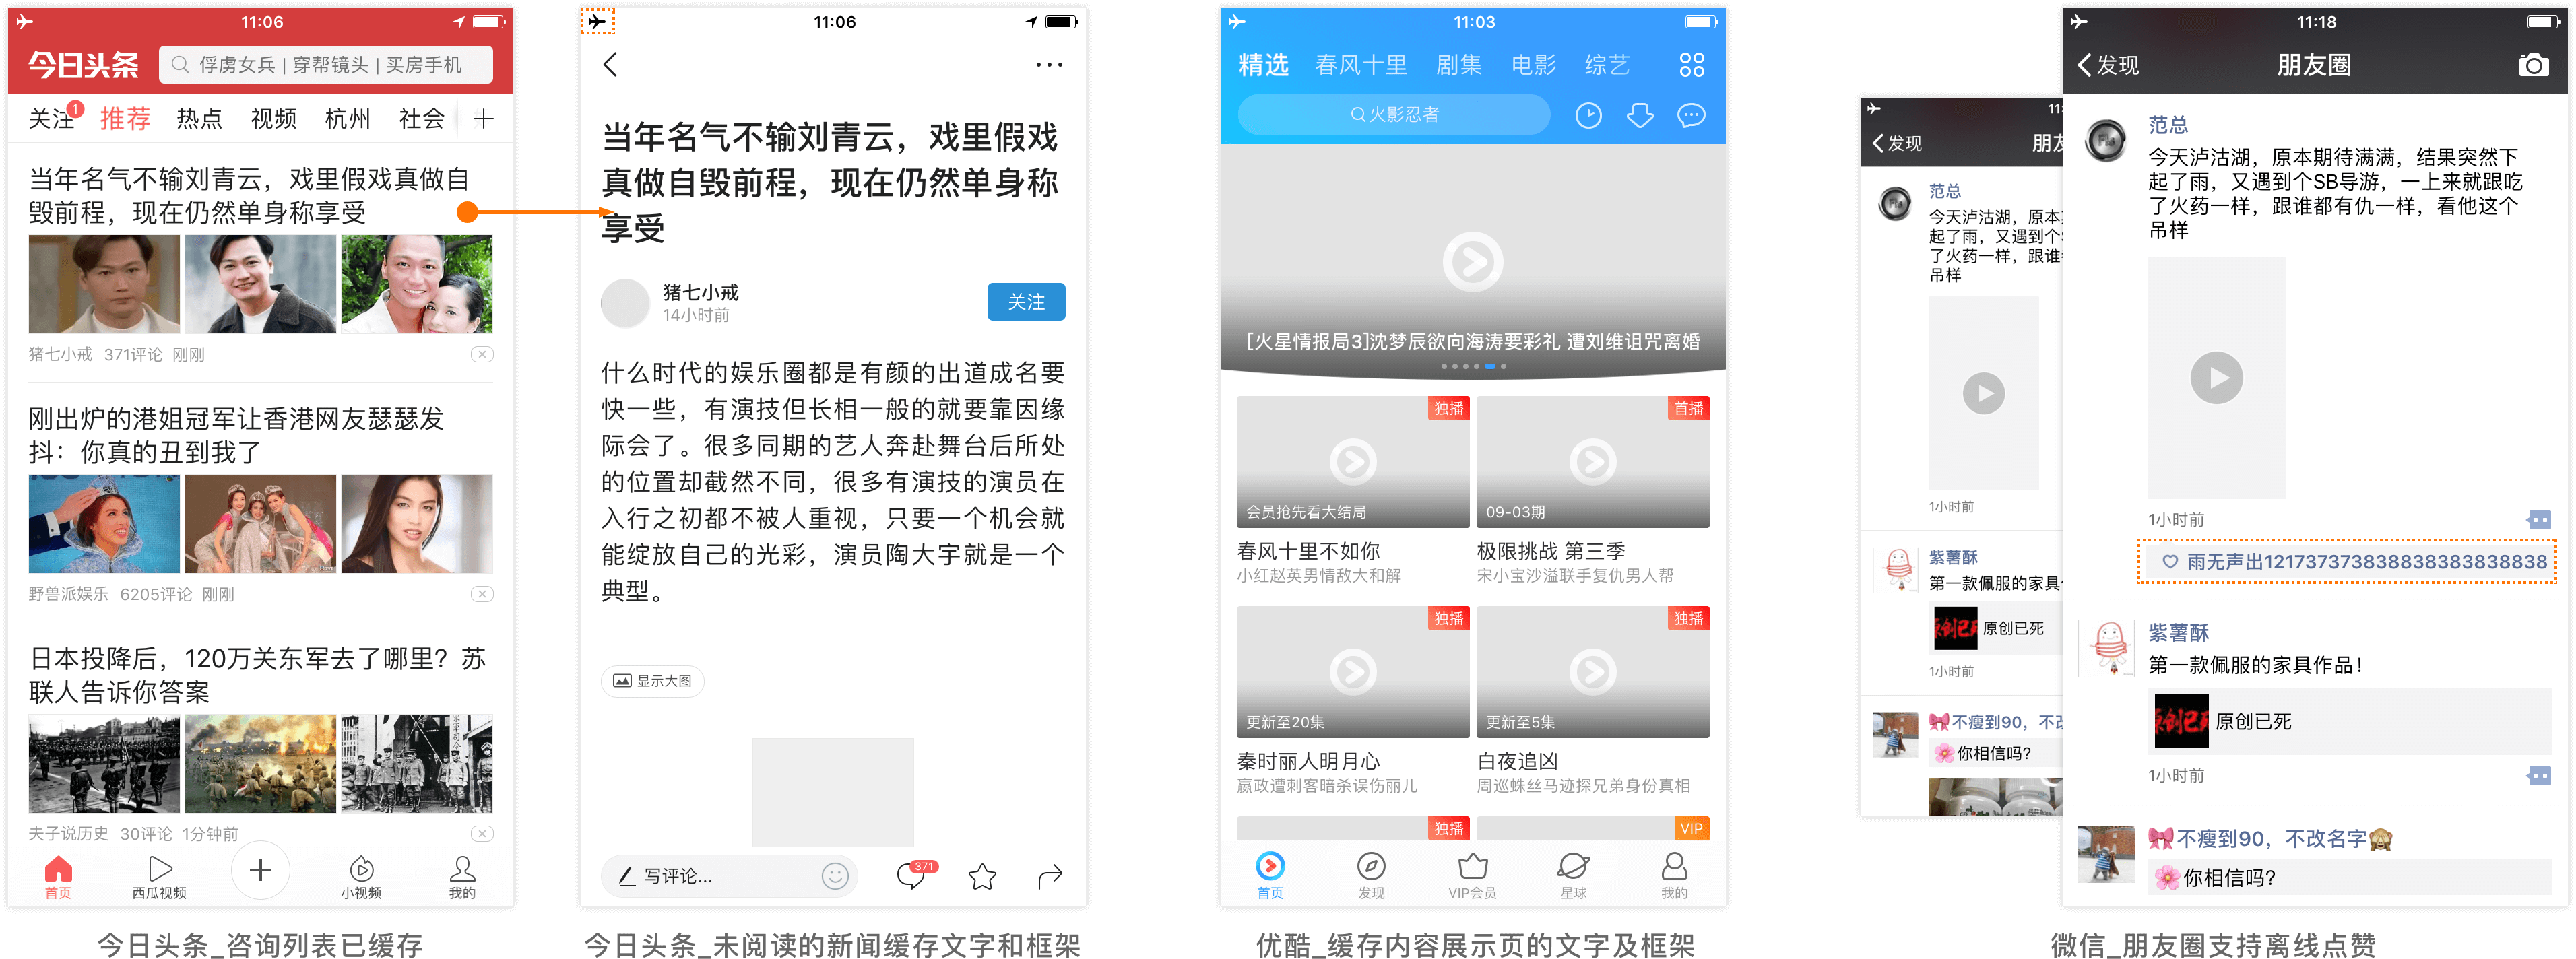 11:06
今日头条
俘虏女兵 | 穿帮镜头 | 买房手机
关注 1 推荐 热点 视频 杭州 社会
当年名气不输刘青云，戏里假戏真做自
毁前程，现在仍然单身称享受
猪七小戒 371评论 刚刚
刚出炉的港姐冠军让香港网友瑟瑟发
抖：你真的丑到我了
野兽派娱乐 6205评论 刚刚
日本投降后，120万关东军去了哪里？苏
联人告诉你答案
夫子说历史 30评论 1分钟前
首页 西瓜视频 小视频 我的
今日头条_咨询列表已缓存
11:06
当年名气不输刘青云，戏里假戏
真做自毁前程，现在仍然单身称
享受
猪七小戒
14小时前
关注
什么时代的娱乐圈都是有颜的出道成名要
快一些，有演技但长相一般的就要靠因缘
际会了。很多同期的艺人奔赴舞台后所处
的位置却截然不同，很多有演技的演员在
入行之初都不被人重视，只要一个机会就
能绽放自己的光彩，演员陶大宇就是一个
典型。
显示大图
写评论...
371
今日头条_未阅读的新闻缓存文字和框架
11:03
精选 春风十里 剧集 电影 综艺
火影忍者
[火星情报局3]沈梦辰欲向海涛要彩礼 遭刘维诅咒离婚
独播 首播
会员抢先看大结局 09-03期
春风十里不如你 极限挑战 第三季
小红赵英男情敌大和解 宋小宝沙溢联手复仇男人帮
独播 独播
更新至20集 更新至5集
秦时丽人明月心 白夜追凶
嬴政遭刺客暗杀误伤丽儿 周巡蛛丝马迹探兄弟身份真相
独播 VIP
首页 发现 VIP会员 星球 我的
优酷_缓存内容展示页的文字及框架
11:
发现 朋友
范总
今天泸沽湖，原本
起了雨，又遇到个
了火药一样，跟谁
吊样
1小时前
紫薯酥
第一款佩服的家具
原创已死
原创已死
1小时前
不瘦到90，不改
你相信吗?
11:18
发现 朋友圈
范总
今天泸沽湖，原本期待满满，结果突然下
起了雨，又遇到个SB导游，一上来就跟吃
了火药一样，跟谁都有仇一样，看他这个
吊样
1小时前
雨无声出1217373738388383838838
紫薯酥
第一款佩服的家具作品！
原创已死
原创已死
1小时前
不瘦到90，不改名字
你相信吗?
微信_朋友圈支持离线点赞